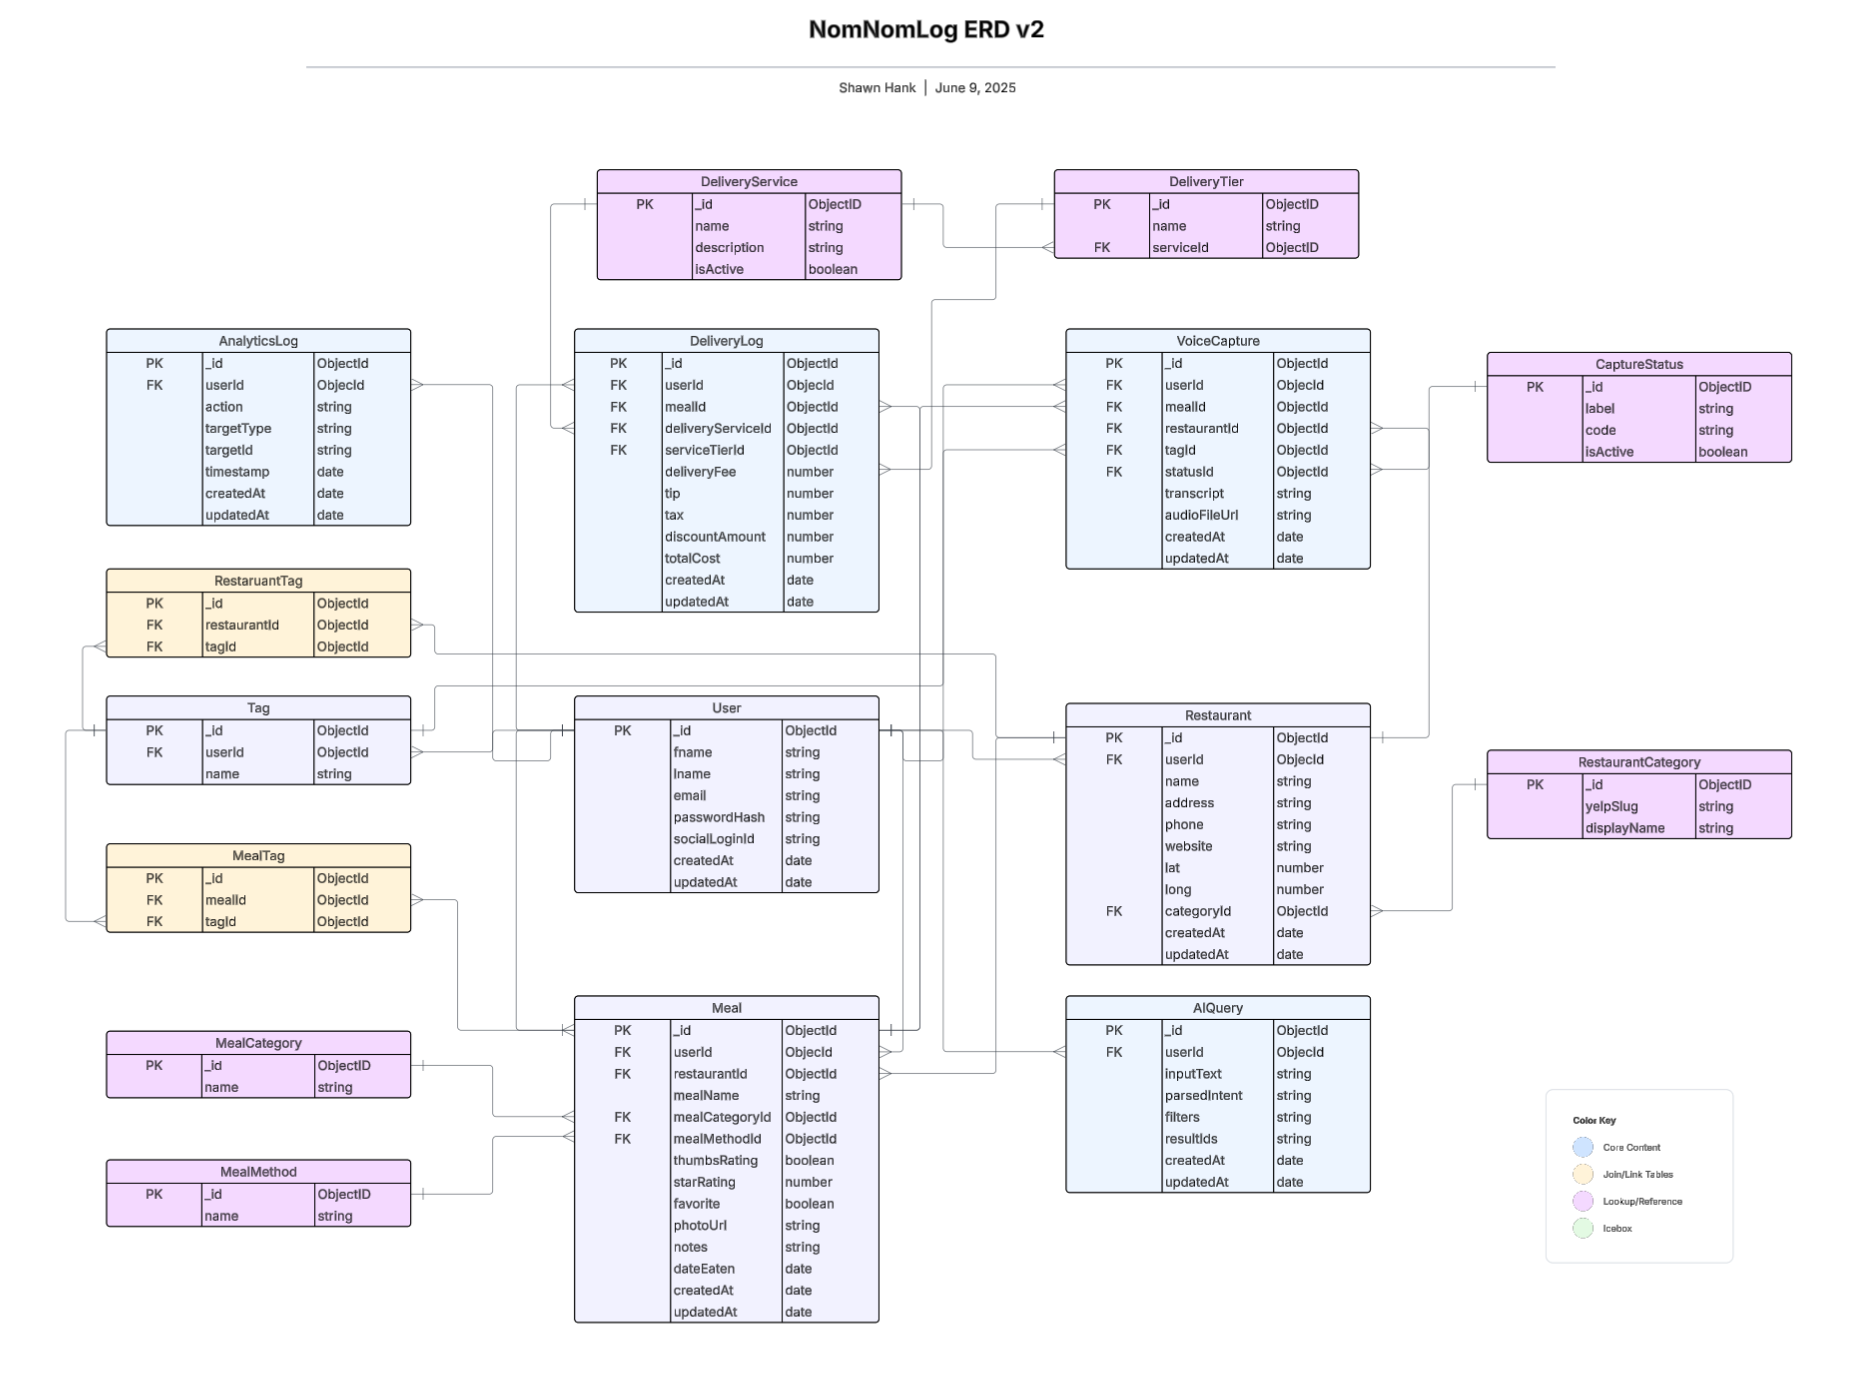 NomNomLog ERD v2
Shawn Hank | June 9, 2025
DeliveryService
PK _id ObjectID
name string
description string
isActive boolean
DeliveryTier
PK _id ObjectID
name string
FK serviceId ObjectID
AnalyticsLog
PK _id ObjectId
FK userId ObjecId
action string
targetType string
targetId string
timestamp date
createdAt date
updatedAt date
DeliveryLog
PK _id ObjectId
FK userId ObjecId
FK mealId ObjectId
FK deliveryServiceId ObjectId
FK serviceTierId ObjectId
deliveryFee number
tip number
tax number
discountAmount number
totalCost number
createdAt date
updatedAt date
VoiceCapture
PK _id ObjectId
FK userId ObjecId
FK mealId ObjectId
FK restaurantId ObjectId
FK tagId ObjectId
FK statusId ObjectId
transcript string
audioFileUrl string
createdAt date
updatedAt date
CaptureStatus
PK _id ObjectID
label string
code string
isActive boolean
RestaruantTag
PK _id ObjectId
FK restaurantId ObjectId
FK tagId ObjectId
Tag
PK _id ObjectId
FK userId ObjectId
name string
User
PK _id ObjectId
fname string
lname string
email string
passwordHash string
socialLoginId string
createdAt date
updatedAt date
Restaurant
PK _id ObjectId
FK userId ObjecId
name string
address string
phone string
website string
lat number
long number
FK categoryId ObjectId
createdAt date
updatedAt date
RestaurantCategory
PK _id ObjectID
yelpSlug string
displayName string
MealTag
PK _id ObjectId
FK mealId ObjectId
FK tagId ObjectId
MealCategory
PK _id ObjectID
name string
MealMethod
PK _id ObjectID
name string
Meal
PK _id ObjectId
FK userId ObjecId
FK restaurantId ObjectId
mealName string
FK mealCategoryId ObjectId
FK mealMethodId ObjectId
thumbsRating boolean
starRating number
favorite boolean
photoUrl string
notes string
dateEaten date
createdAt date
updatedAt date
AIQuery
PK _id ObjectId
FK userId ObjecId
inputText string
parsedIntent string
filters string
resultIds string
createdAt date
updatedAt date
Color Key
Core Content
Join/Link Tables
Lookup/Reference
Icebox